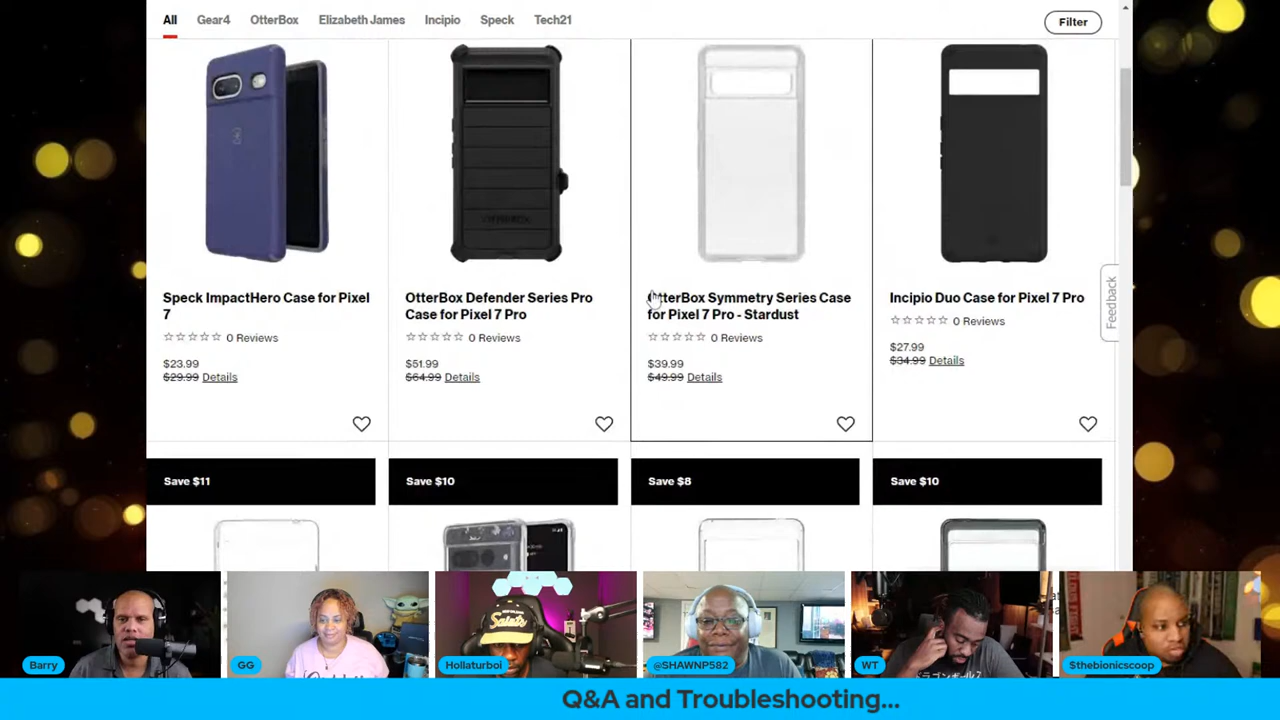 All Gear4 OtterBox Elizabeth James Incipio Speck Tech21
Filter
Speck ImpactHero Case for Pixel
7
0 Reviews
$23.99
$29.99 Details
OtterBox Defender Series Pro
Case for Pixel 7 Pro
0 Reviews
$51.99
$64.99 Details
OtterBox Symmetry Series Case
for Pixel 7 Pro - Stardust
0 Reviews
$39.99
$49.99 Details
Incipio Duo Case for Pixel 7 Pro
0 Reviews
$27.99
$34.99 Details
Feedback
Save $11
Save $10
Save $8
Save $10
Saints
Barry
GG
Hollaturboi
@SHAWNP582
WT
$thebionicscoop
Q&A and Troubleshooting...